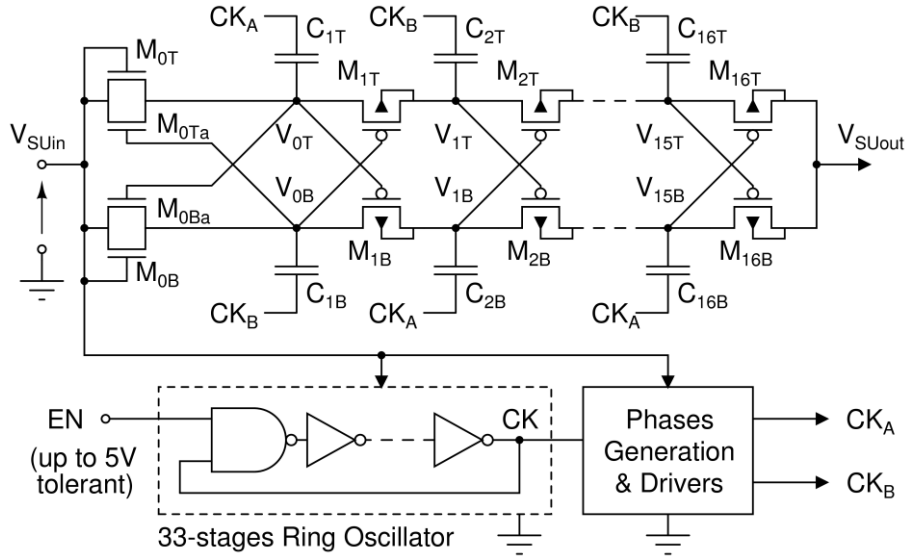 CK_A C_1T CK_B C_2T CK_B C_16T
M_0T M_1T M_2T M_16T
M_0Ta
V_SUin V_0T V_1T V_15T V_SUout
V_0B V_1B V_15B
M_0Ba
M_0B M_1B M_2B M_16B
CK_B C_1B CK_A C_2B CK_A C_16B
EN CK
(up to 5V
tolerant)
Phases
Generation
& Drivers
CK_A
CK_B
33-stages Ring Oscillator